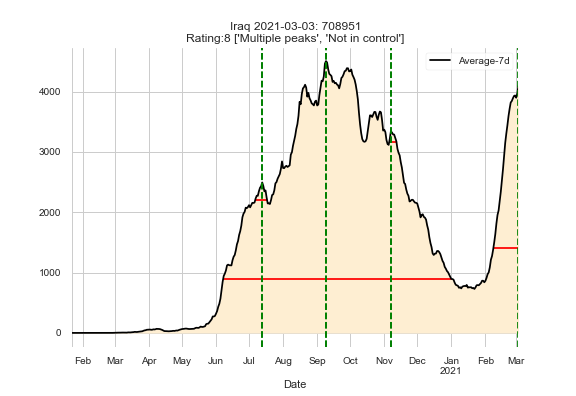 Iraq 2021-03-03: 708951
Rating:8 ['Multiple peaks', 'Not in control']
Average-7d
4000
3000
2000
1000
0
Feb Mar Apr May Jun Jul Aug Sep Oct Nov Dec Jan Feb Mar
2021
Date